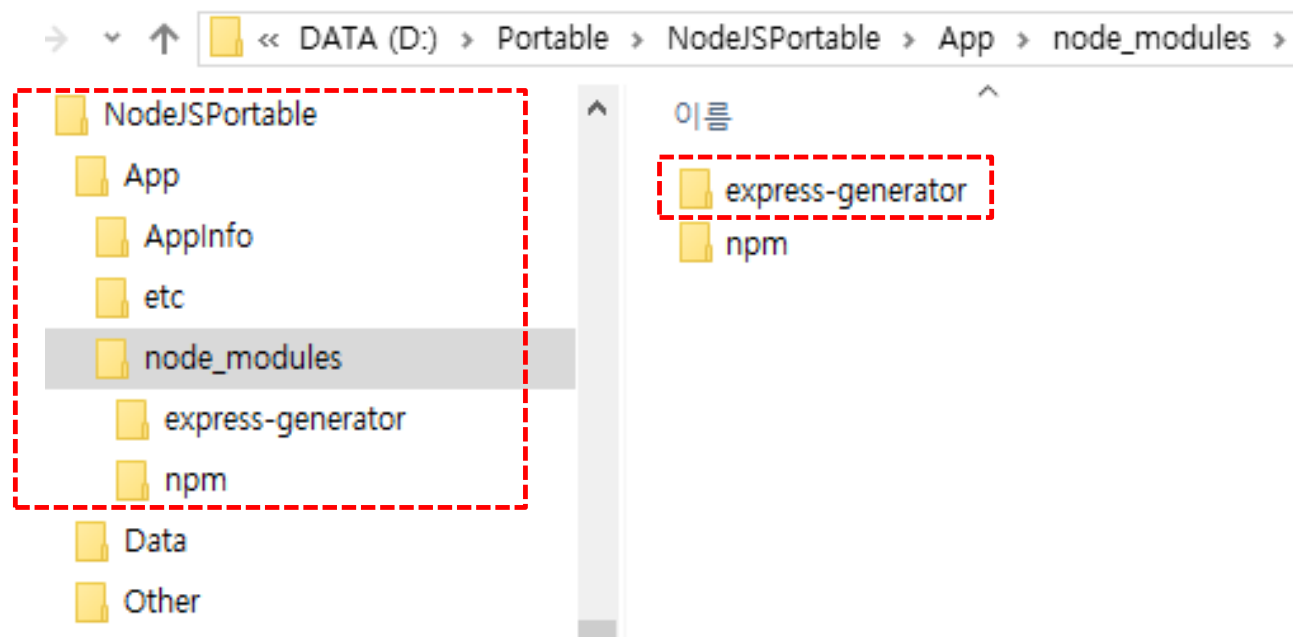 « DATA (D:) > Portable > NodeJSPortable > App > node_modules >
NodeJSPortable
App
AppInfo
etc
node_modules
express-generator
npm
Data
Other
이름
express-generator
npm